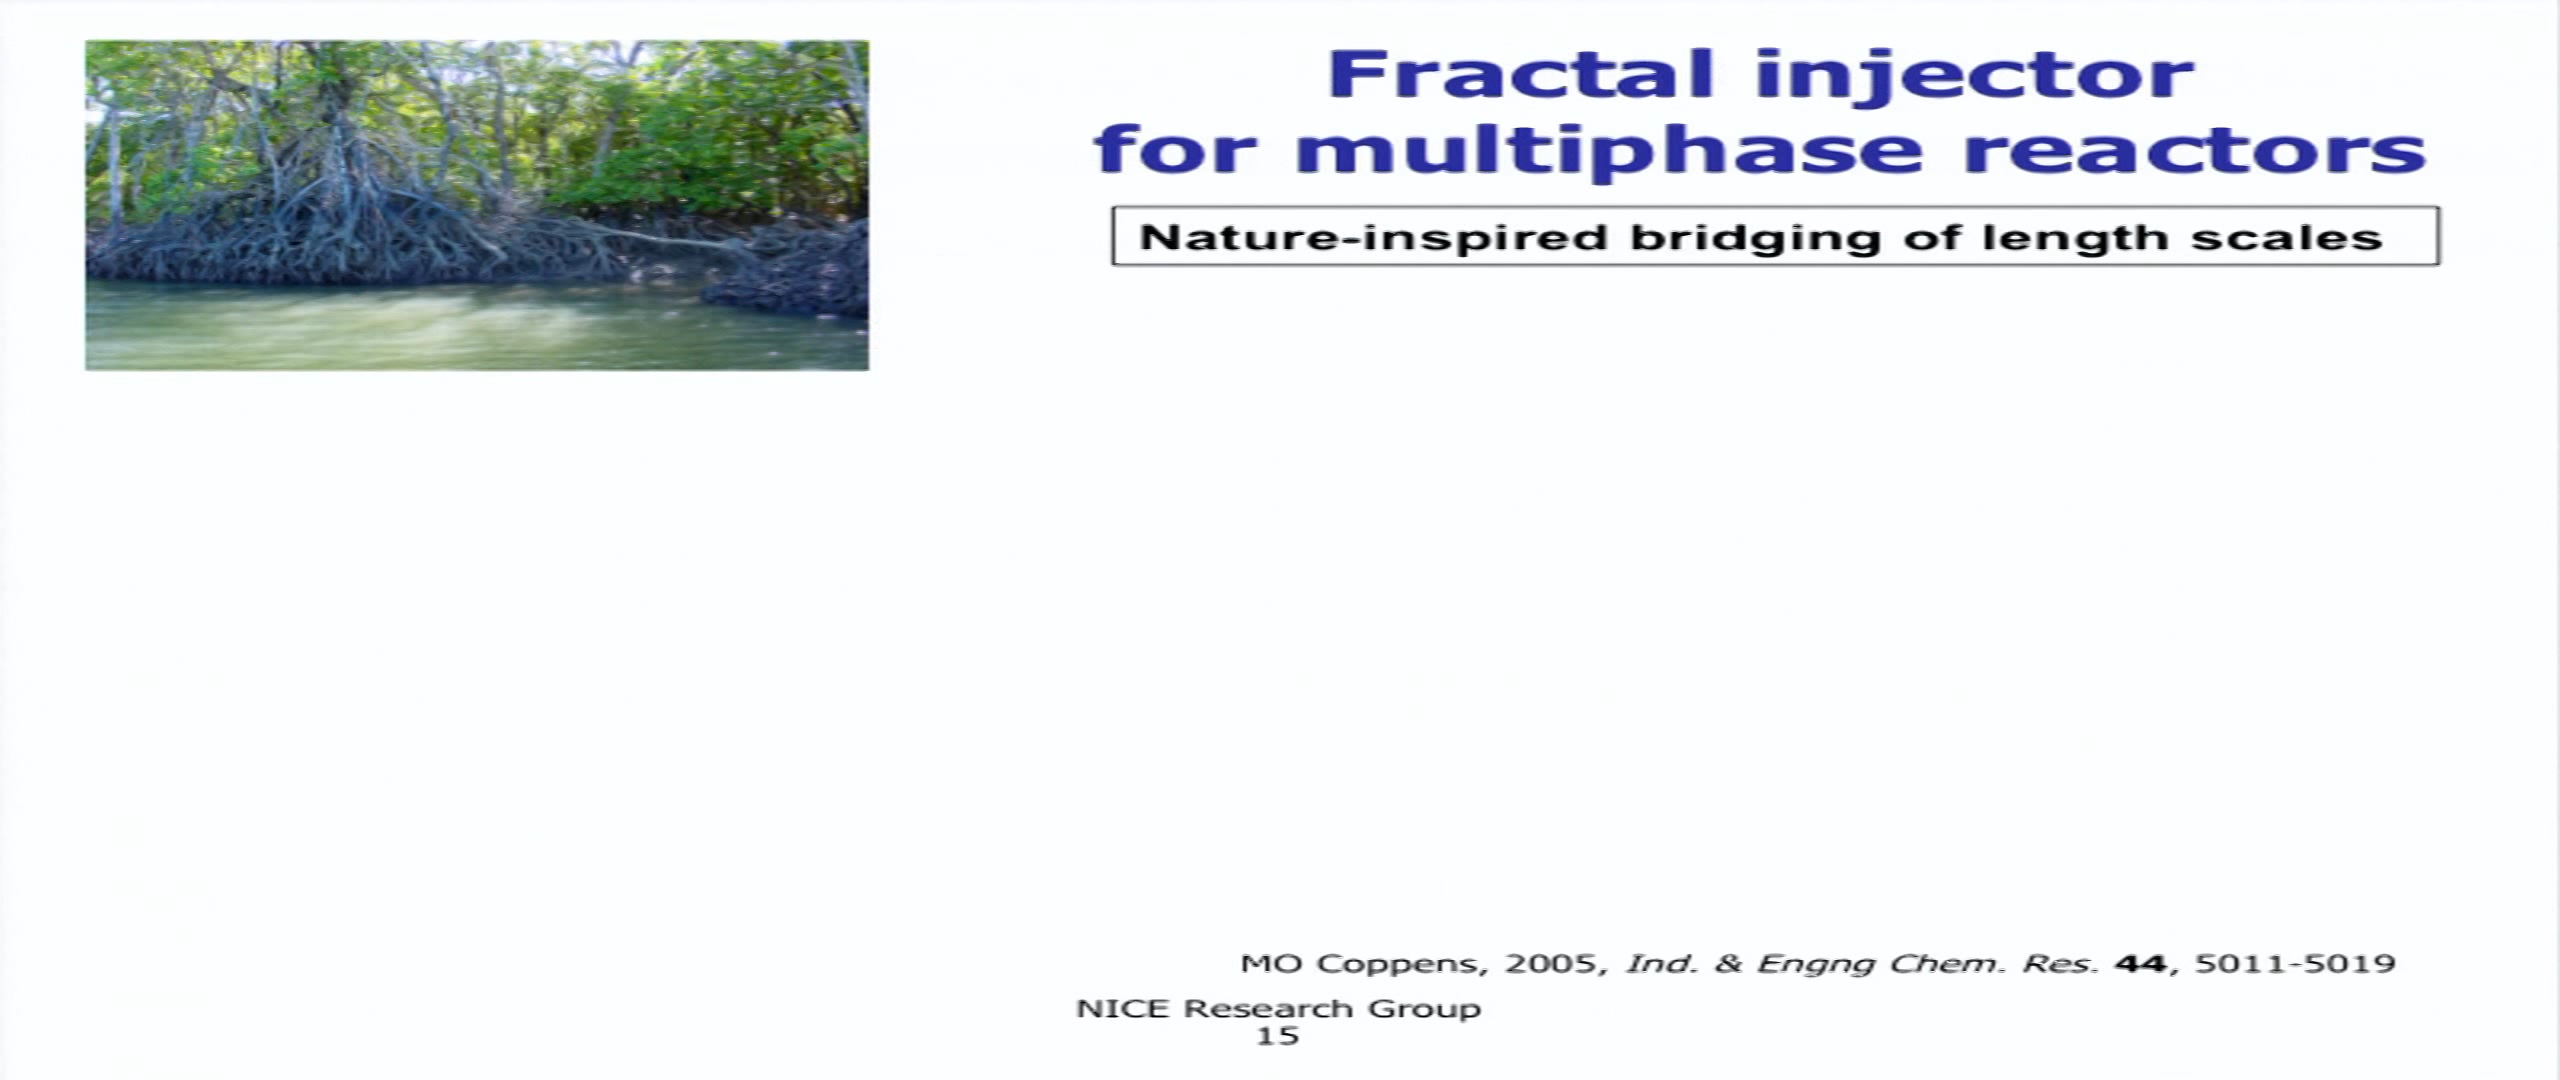 Fractal injector
for multiphase reactors
Nature-inspired bridging of length scales
MO Coppens, 2005, Ind. & Engng Chem. Res. 44, 5011-5019
NICE Research Group
15